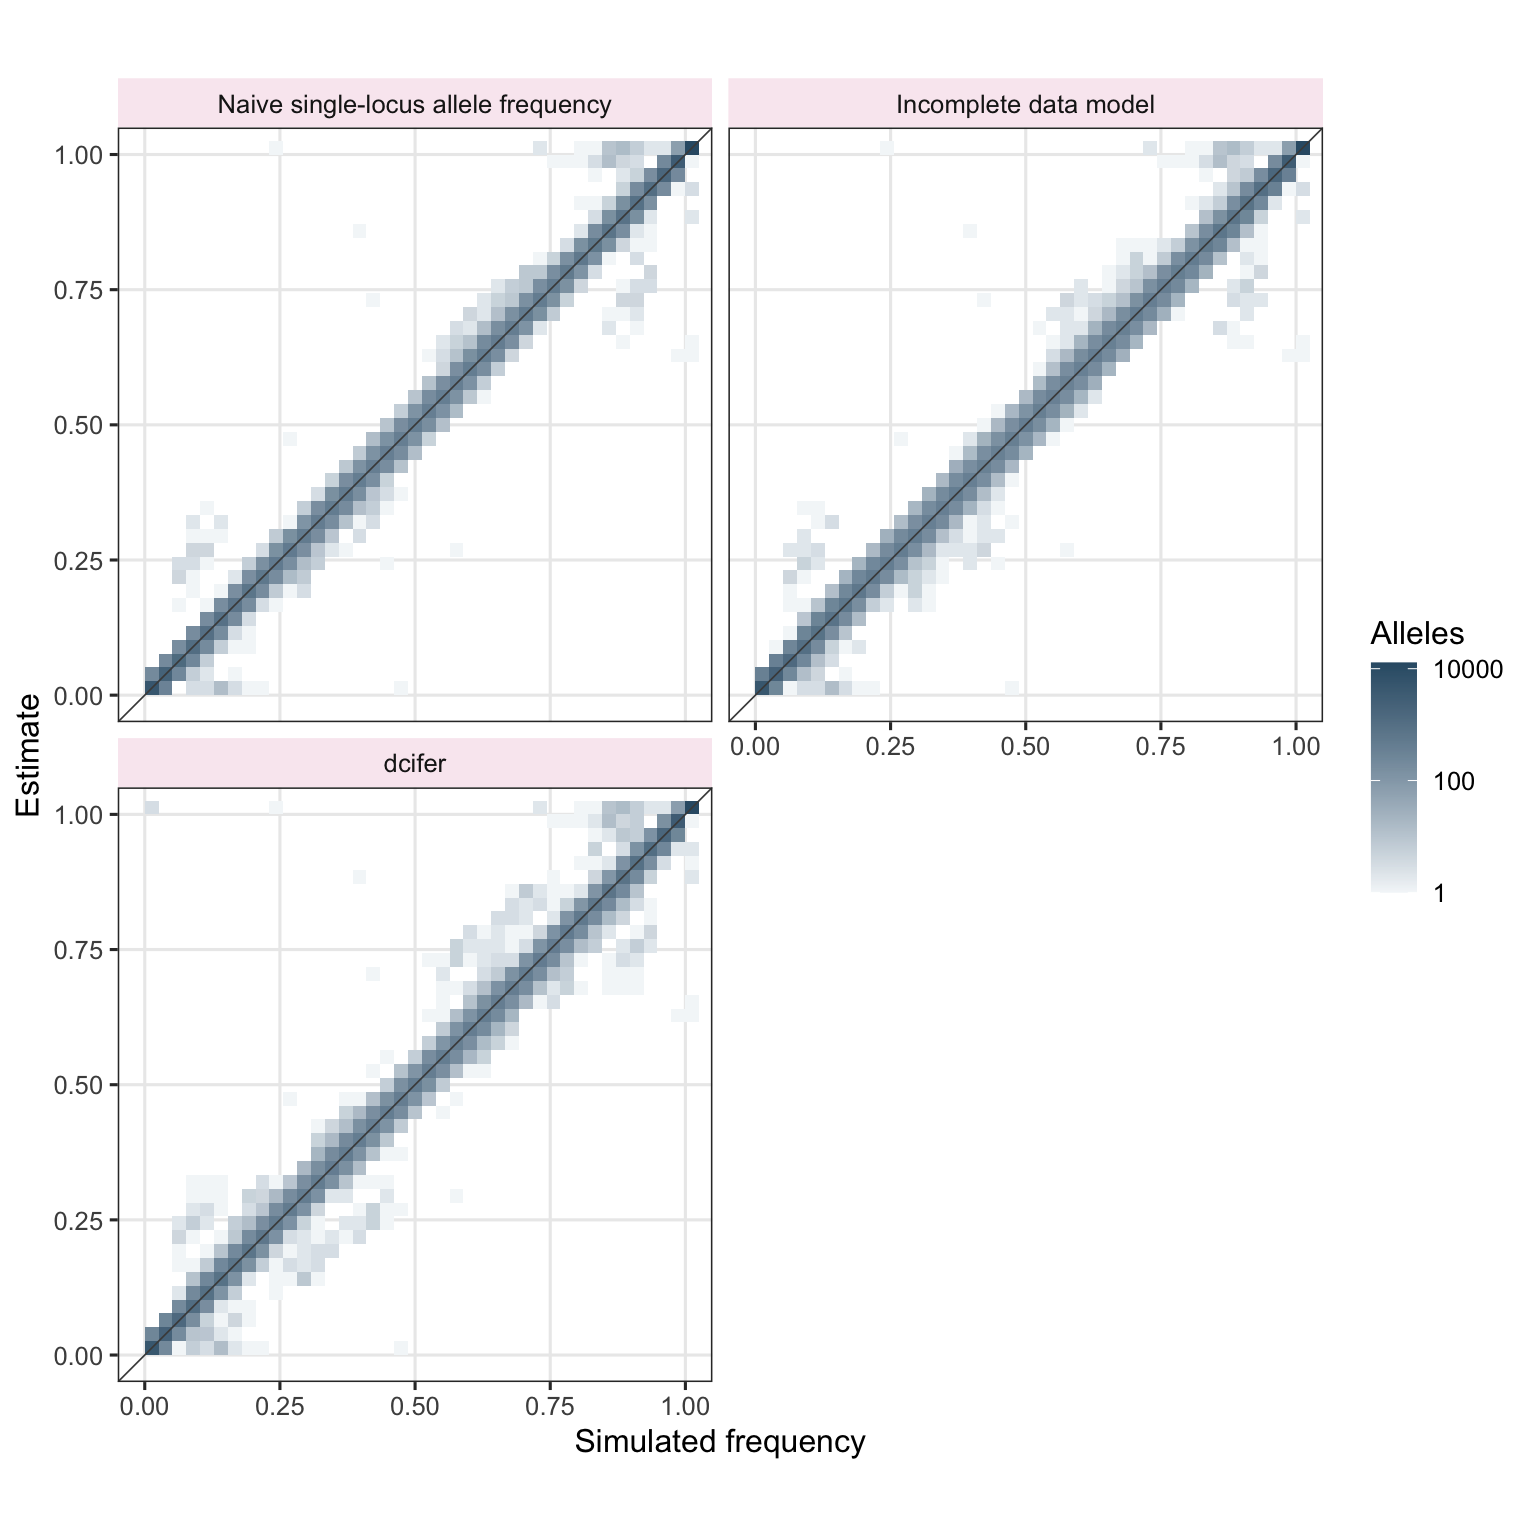 Naive single-locus allele frequency
Incomplete data model
1.00
0.75
0.50
0.25
0.00
0.00 0.25 0.50 0.75 1.00
dcifer
1.00
0.75
0.50
0.25
0.00
0.00 0.25 0.50 0.75 1.00
Estimate
Simulated frequency
Alleles
10000
100
1